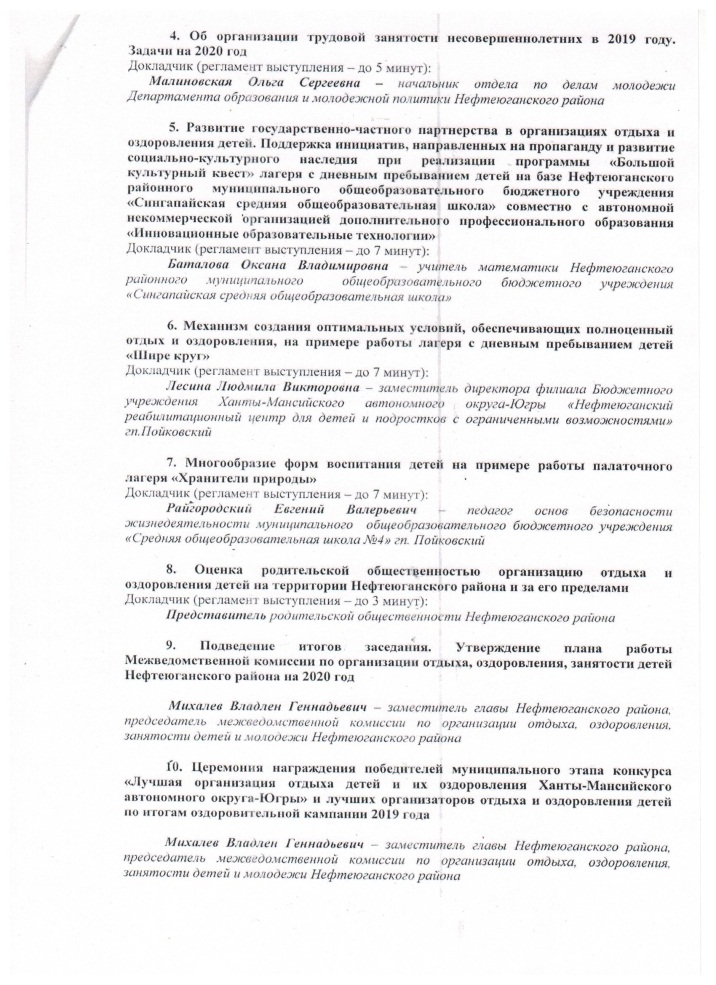 4. Об организации трудовой занятости несовершеннолетних в 2019 году.
Задачи на 2020 год
Докладчик (регламент выступления – до 5 минут):
Малиновская Ольга Сергеевна – начальник отдела по делам молодежи
Департамента образования и молодежной политики Нефтеюганского района
5. Развитие государственно-частного партнерства в организациях отдыха и
оздоровления детей. Поддержка инициатив, направленных на пропаганду и развитие
социально-культурного наследия при реализации программы «Большой
культурный квест» лагеря с дневным пребыванием детей на базе Нефтеюганского
районного муниципального общеобразовательного бюджетного учреждения
«Сингапайская средняя общеобразовательная школа» совместно с автономной
некоммерческой организацией дополнительного профессионального образования
«Инновационные образовательные технологии»
Докладчик (регламент выступления – до 7 минут):
Баталова Оксана Владимировна – учитель математики Нефтеюганского
районного муниципального общеобразовательного бюджетного учреждения
«Сингапайская средняя общеобразовательная школа»
6. Механизм создания оптимальных условий, обеспечивающих полноценный
отдых и оздоровления, на примере работы лагеря с дневным пребыванием детей
«Шире круг»
Докладчик (регламент выступления – до 7 минут):
Лесина Людмила Викторовна – заместитель директора филиала Бюджетного
учреждения Ханты-Мансийского автономного округа-Югры «Нефтеюганский
реабилитационный центр для детей и подростков с ограниченными возможностями»
гп.Пойковский
7. Многообразие форм воспитания детей на примере работы палаточного
лагеря «Хранители природы»
Докладчик (регламент выступления – до 7 минут):
Райгородский Евгений Валерьевич – педагог основ безопасности
жизнедеятельности муниципального общеобразовательного бюджетного учреждения
«Средняя общеобразовательная школа №4» гп. Пойковский
8. Оценка родительской общественностью организацию отдыха и
оздоровления детей на территории Нефтеюганского района и за его пределами
Докладчик (регламент выступления – до 3 минут):
Представитель родительской общественности Нефтеюганского района
9. Подведение итогов заседания. Утверждение плана работы
Межведомственной комиссии по организации отдыха, оздоровления, занятости детей
Нефтеюганского района на 2020 год
Михалев Владлен Геннадьевич – заместитель главы Нефтеюганского района,
председатель межведомственной комиссии по организации отдыха, оздоровления,
занятости детей и молодежи Нефтеюганского района
10. Церемония награждения победителей муниципального этапа конкурса
«Лучшая организация отдыха детей и их оздоровления Ханты-Мансийского
автономного округа-Югры» и лучших организаторов отдыха и оздоровления детей
по итогам оздоровительной кампании 2019 года
Михалев Владлен Геннадьевич – заместитель главы Нефтеюганского района,
председатель межведомственной комиссии по организации отдыха, оздоровления,
занятости детей и молодежи Нефтеюганского района